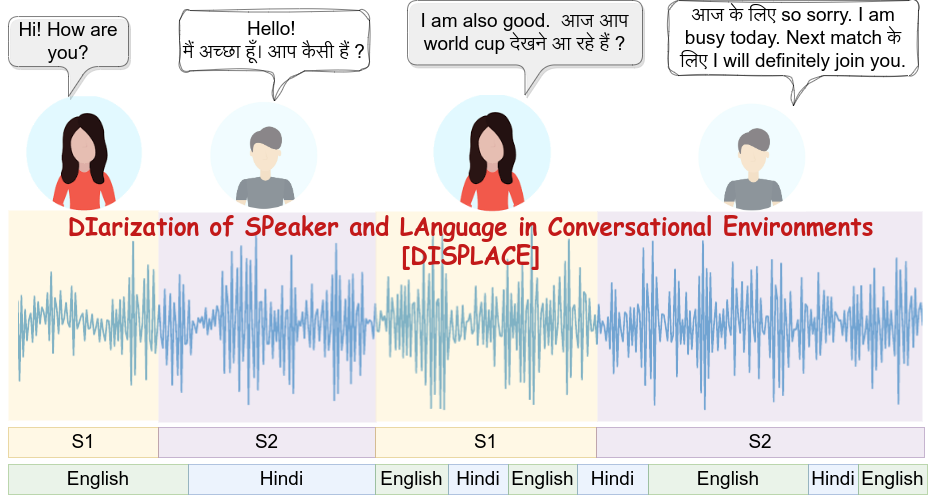 Hi! How are
you?
Hello!
मैं अच्छा हूँ। आप कैसी हैं ?
I am also good. आज आप
world cup देखने आ रहे हैं ?
आज के लिए so sorry. I am
busy today. Next match के
लिए I will definitely join you.
DIarization of SPeaker and LAnguage in Conversational Environments
[DISPLACE]
S1
S2
S1
S2
English
Hindi
English
Hindi
English
Hindi
English
Hindi
English